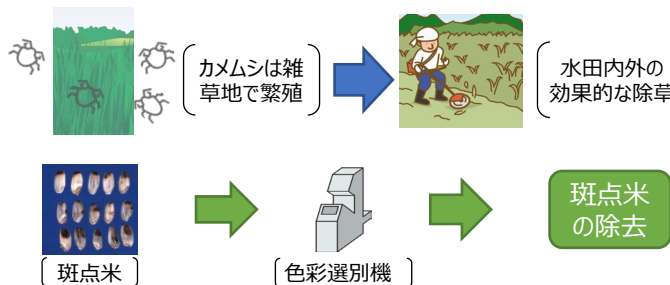 カメムシは雑
草地で繁殖
水田内外の
効果的な除草
斑点米
色彩選別機
斑点米
の除去